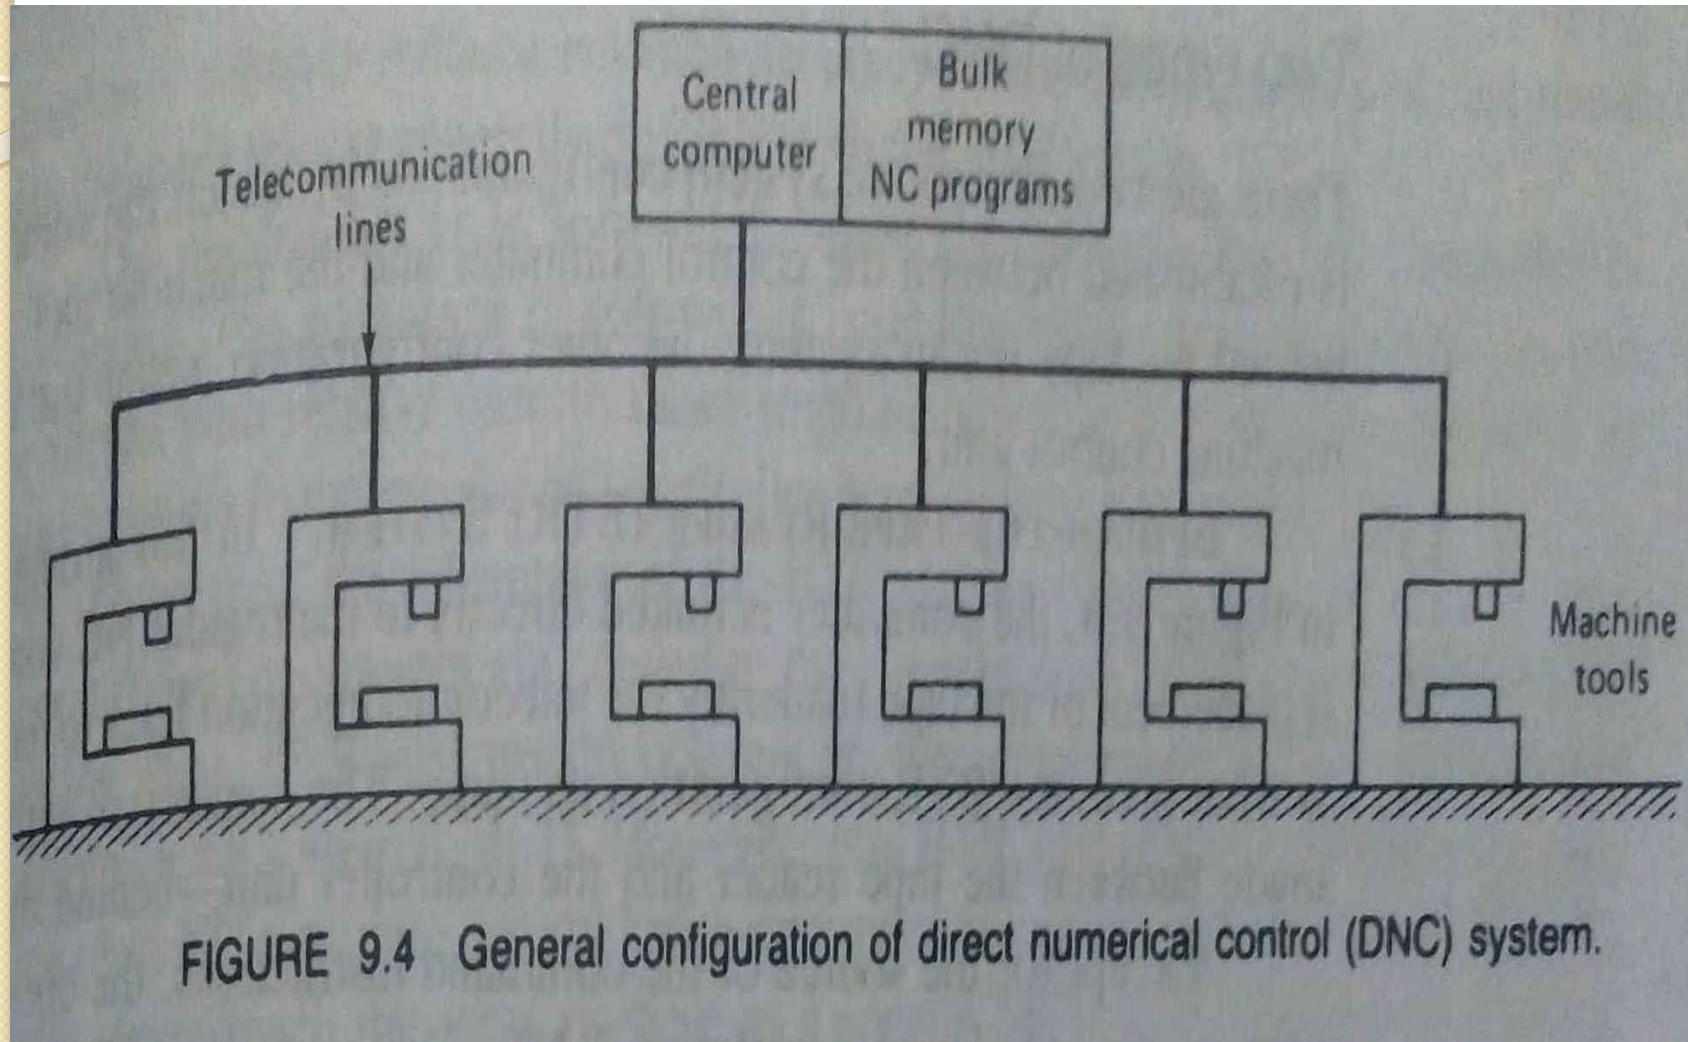 Central
computer
Bulk
memory
NC programs
Telecommunication
lines
Machine
tools
FIGURE 9.4 General configuration of direct numerical control (DNC) system.